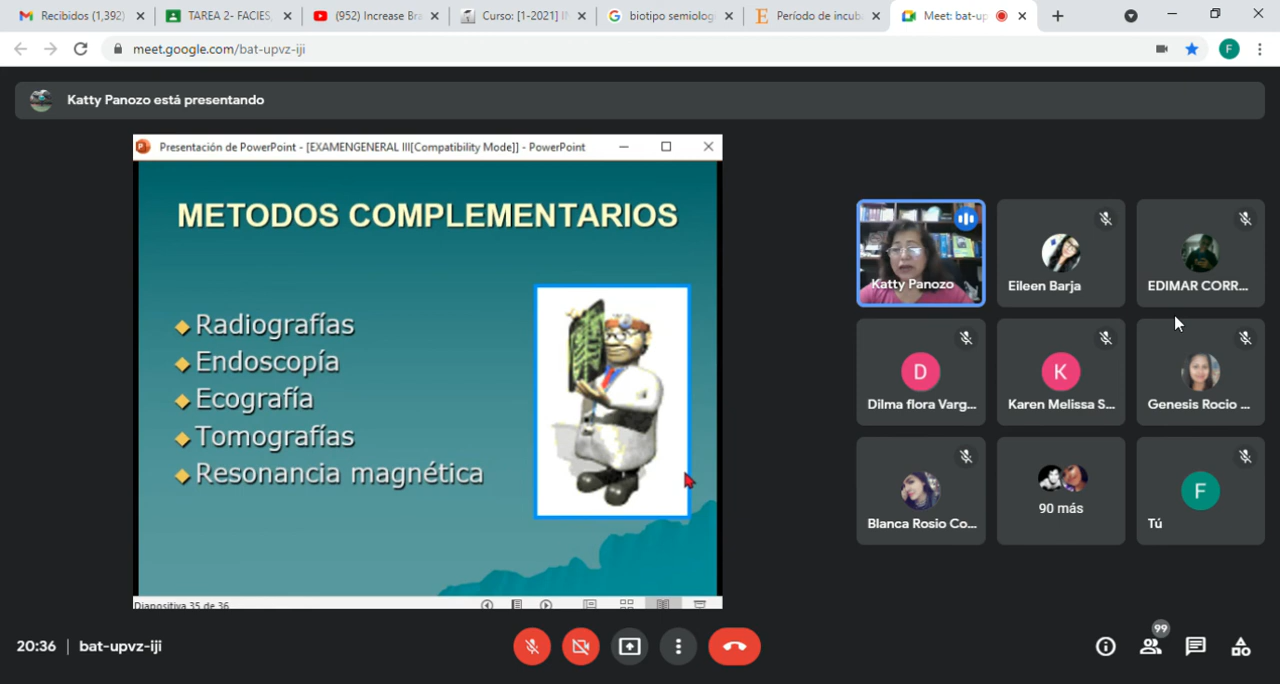 Recibidos (1,392)
TAREA 2- FACIES,
(952) Increase Bra
Curso: [1-2021]
biotipo semiolog
Período de incub
Meet: bat-up
meet.google.com/bat-upvz-iji
F
Katty Panozo está presentando
Presentación de PowerPoint - [EXAMENGENERAL III[Compatibility Mode]] - PowerPoint
METODOS COMPLEMENTARIOS
Radiografías
Endoscopía
Ecografía
Tomografías
Resonancia magnética
Diapositiva 35 de 36
Katty Panozo
Eileen Barja
EDIMAR CORR...
D
Dilma flora Varg...
K
Karen Melissa S...
Genesis Rocio ...
Blanca Rosio Co...
90 más
F
Tú
20:36 | bat-upvz-iji
99